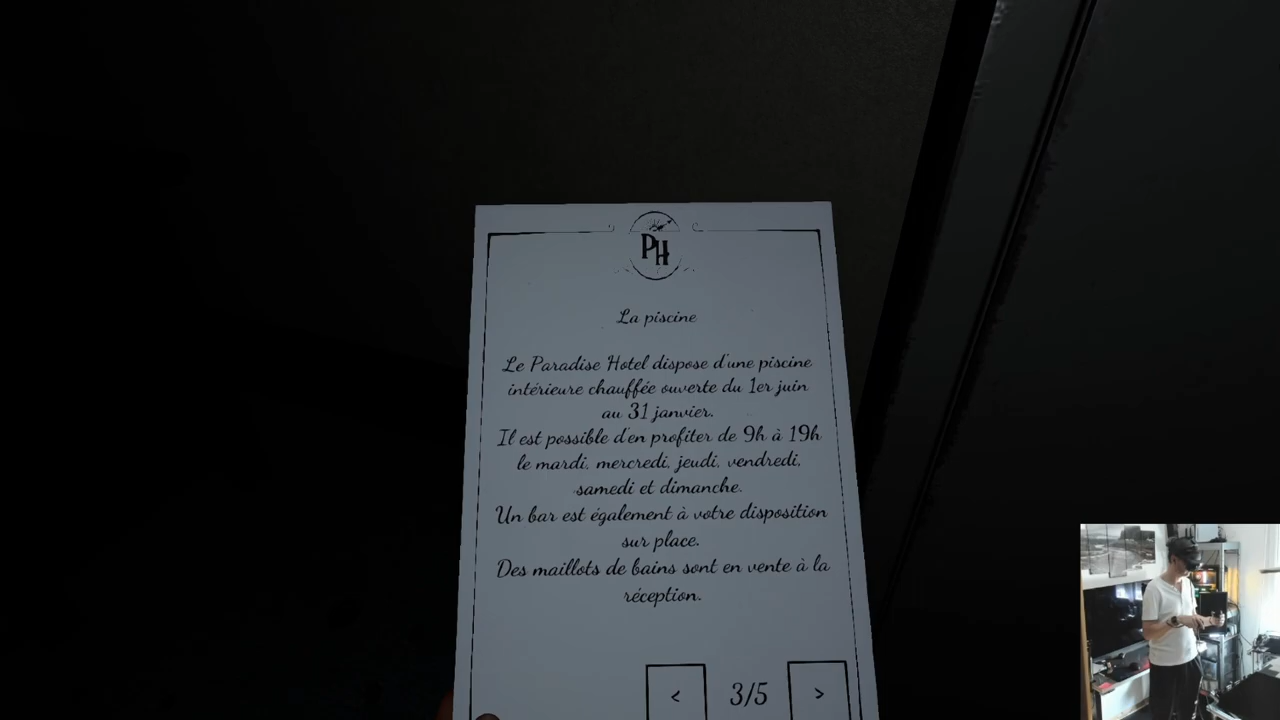 PH
La piscine
Le Paradise Hotel dispose d'une piscine
intérieure chauffée ouverte du 1er juin
au 31 janvier.
Il est possible d'en profiter de 9h à 19h
le mardi, mercredi, jeudi, vendredi,
samedi et dimanche.
Un bar est également à votre disposition
sur place.
Des maillots de bains sont en vente à la
réception.
< 3/5 >